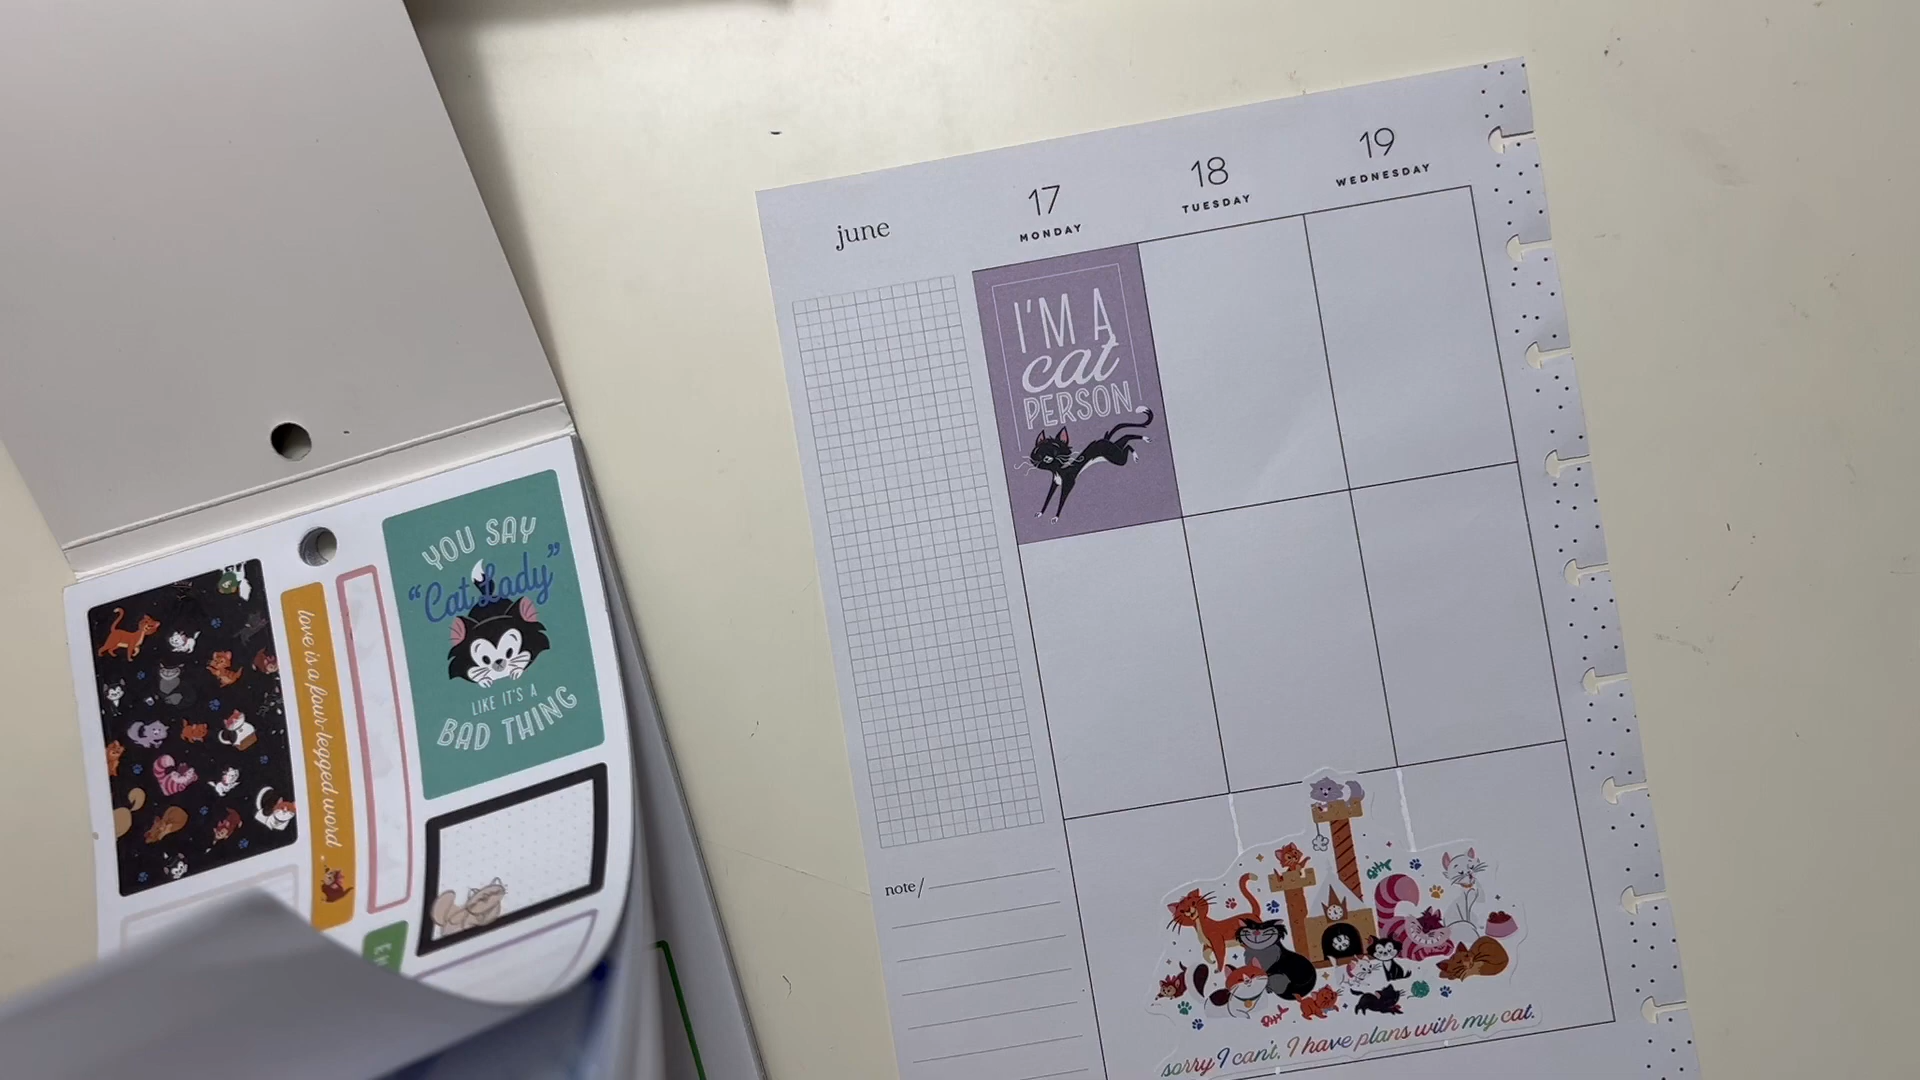 YOU SAY
“Cat Lady”
LIKE IT'S A
BAD THING
love is a four-legged word.
june
17
MONDAY
18
TUESDAY
19
WEDNESDAY
I'M A
cat
PERSON
note/
sorry I can't, I have plans with my cat.